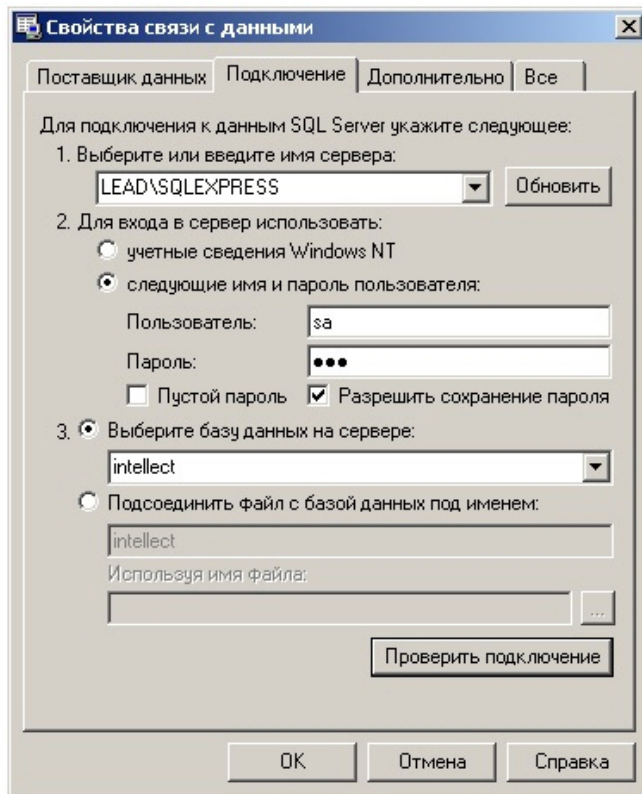 Свойства связи с данными
Поставщик данных Подключение Дополнительно Все
Для подключения к данным SQL Server укажите следующее:
1. Выберите или введите имя сервера:
LEAD\SQLEXPRESS Обновить
2. Для входа в сервер использовать:
учетные сведения Windows NT
следующие имя и пароль пользователя:
Пользователь: sa
Пароль: ●●●
Пустой пароль Разрешить сохранение пароля
3. Выберите базу данных на сервере:
intellect
Подсоединить файл с базой данных под именем:
intellect
Используя имя файла:
...
Проверить подключение
OK Отмена Справка